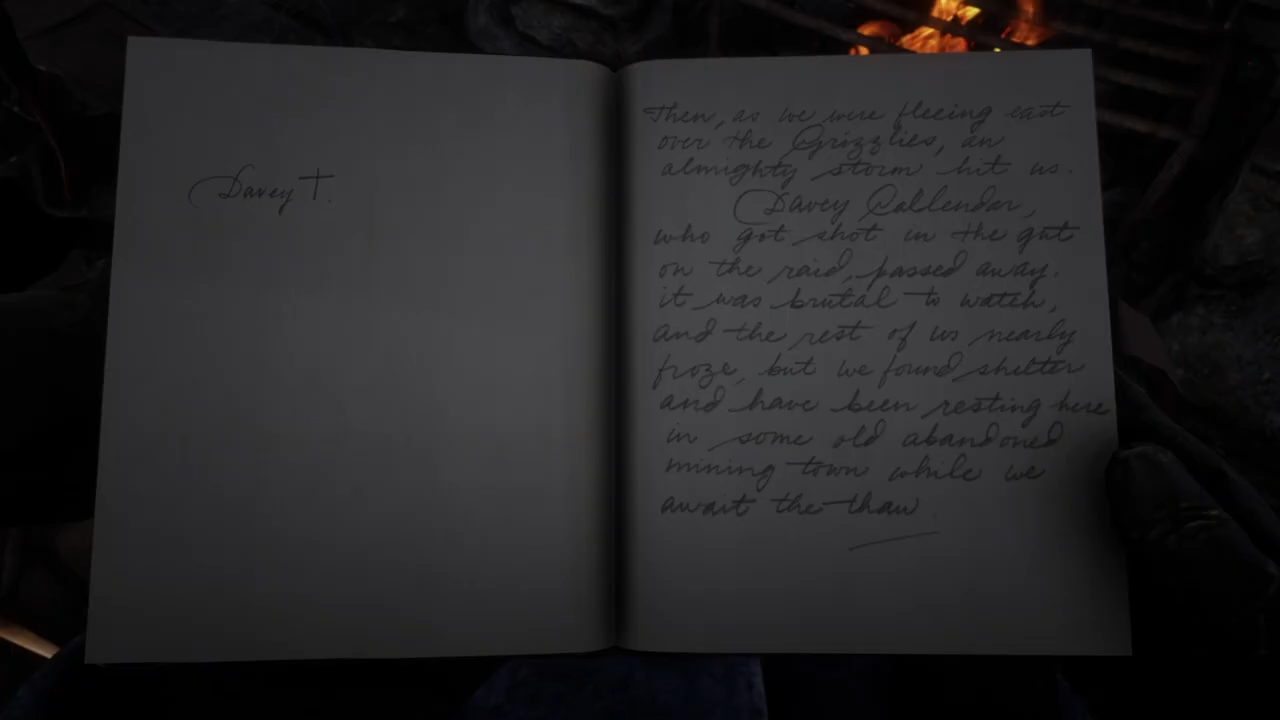 Davey T.
Then, as we were fleeing east
over the Grizzlies, an
almighty storm hit us.
Davey Callendar,
who got shot in the gut
on the raid, passed away.
it was brutal to watch,
and the rest of us nearly
froze, but we found shelter
and have been resting here
in some old abandoned
mining town while we
await the thaw.